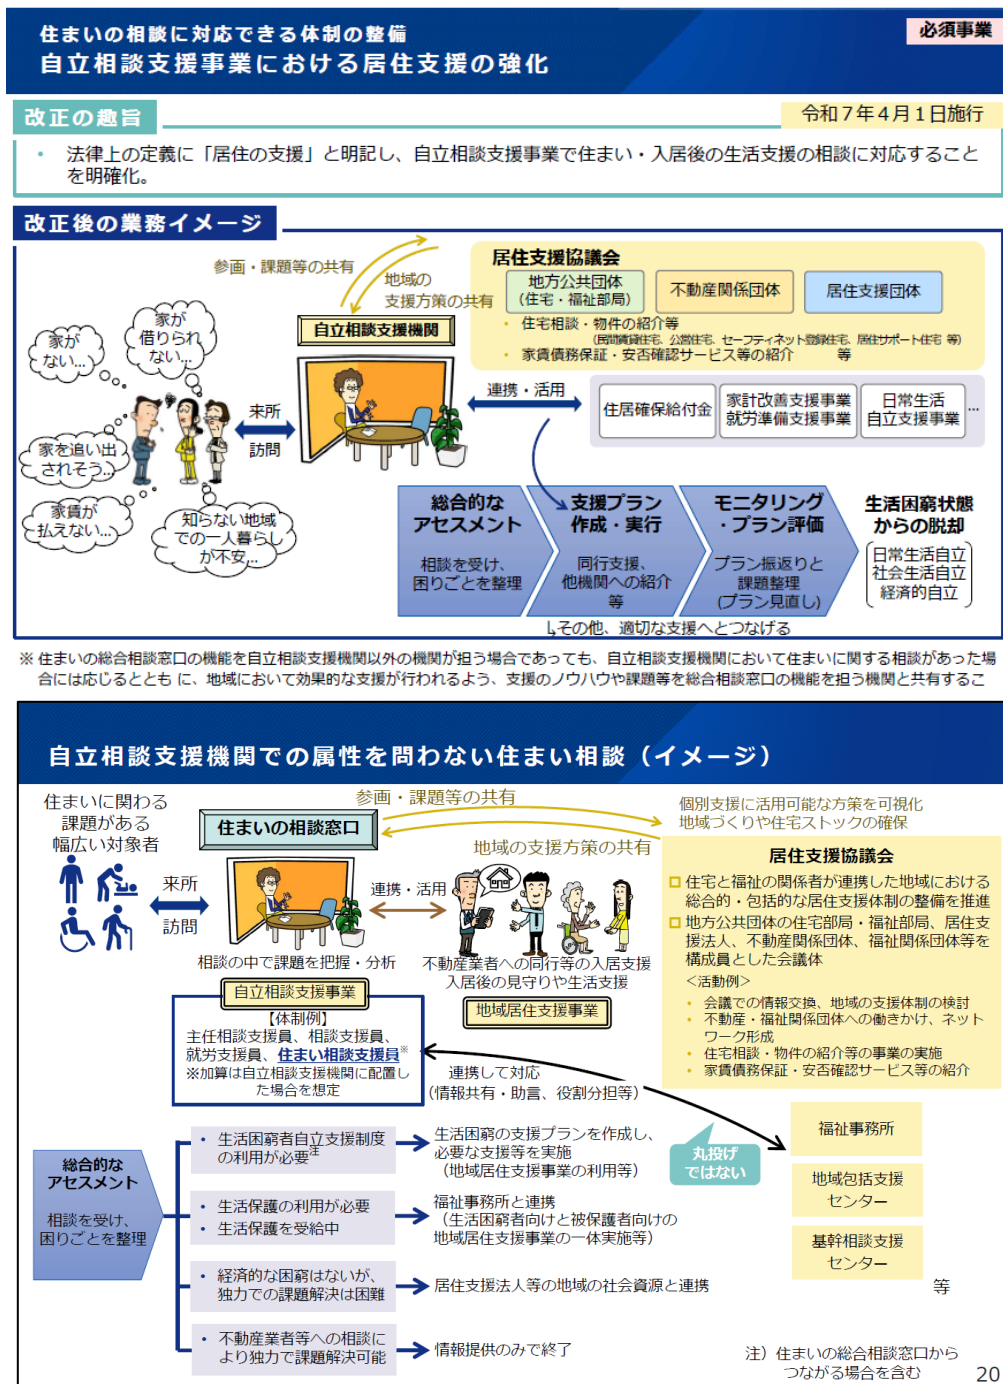 住まいの相談に対応できる体制の整備
必須事業
自立相談支援事業における居住支援の強化
改正の趣旨
令和７年４月１日施行
・ 法律上の定義に「居住の支援」と明記し、自立相談支援事業で住まい・入居後の生活支援の相談に対応すること
を明確化。
改正後の業務イメージ
参画・課題等の共有
地域の
支援方策の共有
居住支援協議会
地方公共団体
（住宅・福祉部局）
不動産関係団体
居住支援団体
・ 住宅相談・物件の紹介等
（民間賃貸住宅、公営住宅、セーフティネット登録住宅、居住サポート住宅 等）
・ 家賃債務保証・安否確認サービス等の紹介 等
自立相談支援機関
家が
ない…
家が
借りられ
ない…
家を追い出
されそう…
家賃が
払えない…
知らない地域
での一人暮らし
が不安…
来所
訪問
連携・活用
住居確保給付金
家計改善支援事業
就労準備支援事業
日常生活
自立支援事業
…
総合的な
アセスメント
相談を受け、
困りごとを整理
支援プラン
作成・実行
同行支援、
他機関への紹介
等
モニタリング
・プラン評価
プラン振返りと
課題整理
(プラン見直し)
生活困窮状態
からの脱却
日常生活自立
社会生活自立
経済的自立
↳その他、適切な支援へとつなげる
※ 住まいの総合相談窓口の機能を自立相談支援機関以外の機関が担う場合であっても、自立相談支援機関において住まいに関する相談があった場
合には応じるととも に、地域において効果的な支援が行われるよう、支援のノウハウや課題等を総合相談窓口の機能を担う機関と共有するこ
自立相談支援機関での属性を問わない住まい相談（イメージ）
住まいに関わる
課題がある
幅広い対象者
来所
訪問
参画・課題等の共有
住まいの相談窓口
地域の支援方策の共有
連携・活用
相談の中で課題を把握・分析
自立相談支援事業
【体制例】
主任相談支援員、相談支援員、
就労支援員、住まい相談支援員※
※加算は自立相談支援機関に配置し
た場合を想定
不動産業者への同行等の入居支援
入居後の見守りや生活支援
地域居住支援事業
個別支援に活用可能な方策を可視化
地域づくりや住宅ストックの確保
居住支援協議会
住宅と福祉の関係者が連携した地域における
総合的・包括的な居住支援体制の整備を推進
地方公共団体の住宅部局・福祉部局、居住支
援法人、不動産関係団体、福祉関係団体等を
構成員とした会議体
＜活動例＞
・ 会議での情報交換、地域の支援体制の検討
・ 不動産・福祉関係団体への働きかけ、ネット
ワーク形成
・ 住宅相談・物件の紹介等の事業の実施
・ 家賃債務保証・安否確認サービス等の紹介
連携して対応
（情報共有・助言、役割分担等）
丸投げ
ではない
福祉事務所
地域包括支援
センター
基幹相談支援
センター
等
総合的な
アセスメント
相談を受け、
困りごとを整理
・ 生活困窮者自立支援制度
の利用が必要注
生活困窮の支援プランを作成し、
必要な支援等を実施
（地域居住支援事業の利用等）
・ 生活保護の利用が必要
・ 生活保護を受給中
福祉事務所と連携
（生活困窮者向けと被保護者向けの
地域居住支援事業の一体実施等）
・ 経済的な困窮はないが、
独力での課題解決は困難
居住支援法人等の地域の社会資源と連携
・ 不動産業者等への相談に
より独力で課題解決可能
情報提供のみで終了
注）住まいの総合相談窓口から
つながる場合を含む
20